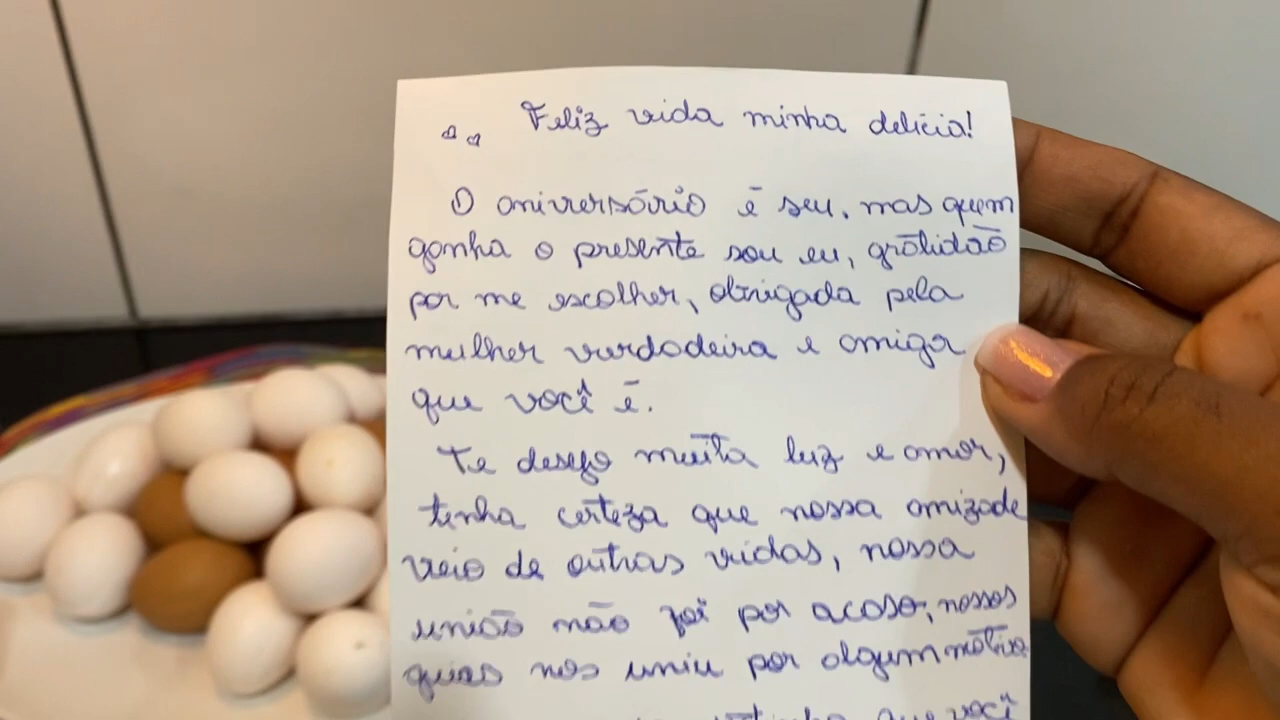 Feliz vida minha delícia!
O aniversário é seu, mas quem
ganha o presente sou eu, gratidão
por me escolher, obrigada pela
mulher verdadeira e amiga
que você é.
Te desejo muita luz e amor,
tenha certeza que nossa amizade
veio de outras vidas, nossa
união não foi por acaso, nossos
guias nos uniu por algum motivo
que você